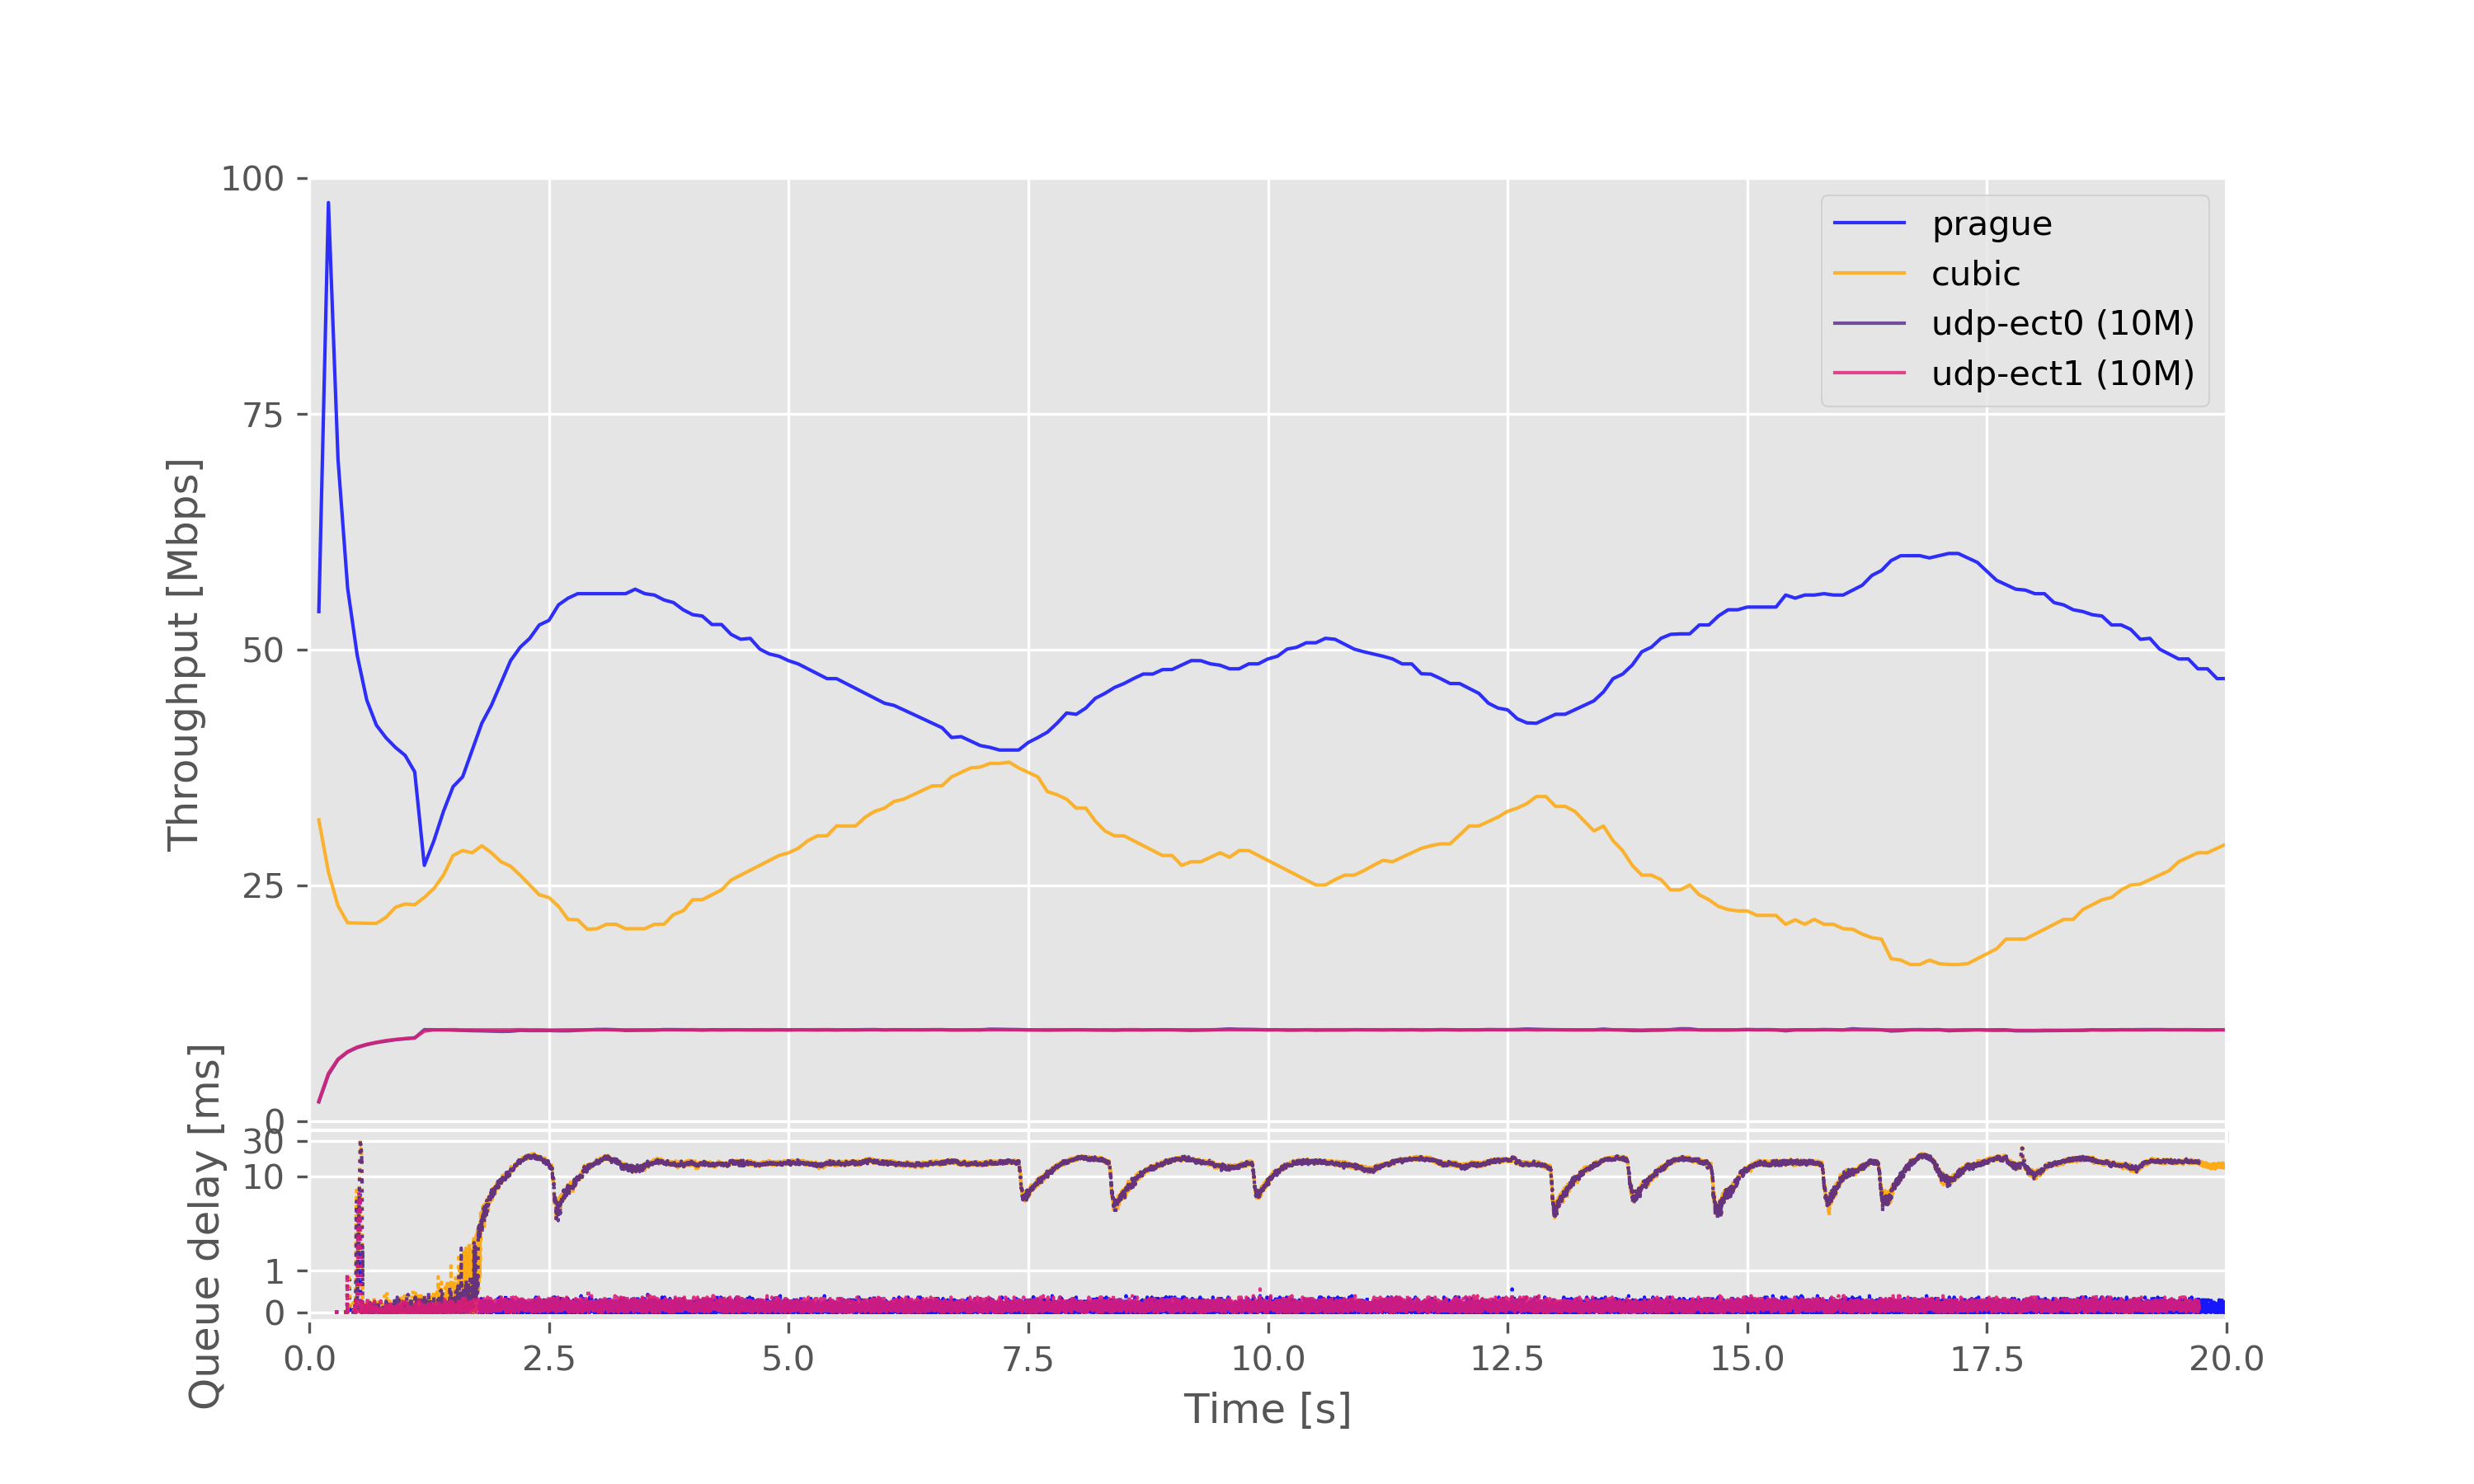 100
75
50
25
0
Throughput [Mbps]
prague
cubic
udp-ect0 (10M)
udp-ect1 (10M)
30
10
1
0
Queue delay [ms]
0.0 2.5 5.0 7.5 10.0 12.5 15.0 17.5 20.0
Time [s]